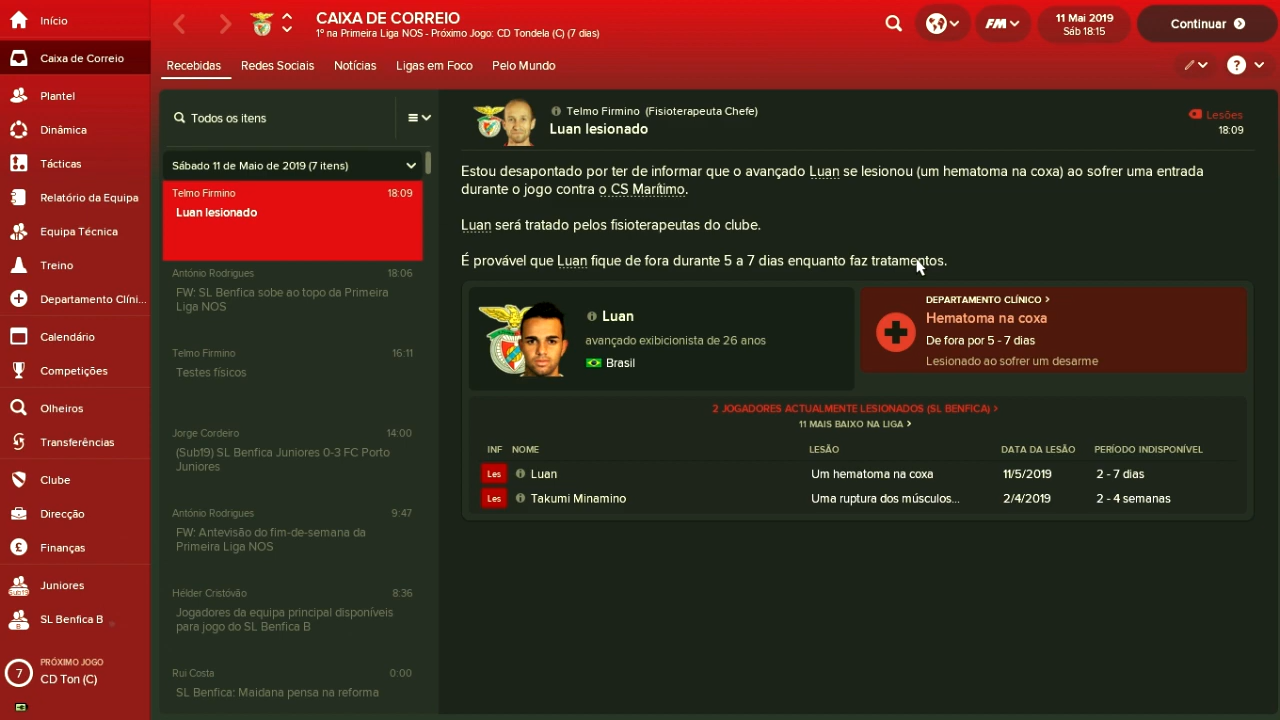 Início
Caixa de Correio
Plantel
Dinâmica
Tácticas
Relatório da Equipa
Equipa Técnica
Treino
Departamento Clíni...
Calendário
Competições
Olheiros
Transferências
Clube
Direcção
Finanças
Juniores
Sub19
SL Benfica B
B
PRÓXIMO JOGO
7
CD Ton (C)
CAIXA DE CORREIO
1º na Primeira Liga NOS - Próximo Jogo: CD Tondela (C) (7 dias)
FM
11 Mai 2019
Sáb 18:15
Continuar
Recebidas
Redes Sociais
Notícias
Ligas em Foco
Pelo Mundo
?
Todos os itens
Sábado 11 de Maio de 2019 (7 itens)
Telmo Firmino 18:09
Luan lesionado
António Rodrigues 18:06
FW: SL Benfica sobe ao topo da Primeira
Liga NOS
Telmo Firmino 16:11
Testes físicos
Jorge Cordeiro 14:00
(Sub19) SL Benfica Juniores 0-3 FC Porto
Juniores
António Rodrigues 9:47
FW: Antevisão do fim-de-semana da
Primeira Liga NOS
Hélder Cristóvão 8:36
Jogadores da equipa principal disponíveis
para jogo do SL Benfica B
Rui Costa 0:00
SL Benfica: Maidana pensa na reforma
Telmo Firmino (Fisioterapeuta Chefe)
Luan lesionado
Lesões
18:09
Estou desapontado por ter de informar que o avançado Luan se lesionou (um hematoma na coxa) ao sofrer uma entrada
durante o jogo contra o CS Marítimo.
Luan será tratado pelos fisioterapeutas do clube.
É provável que Luan fique de fora durante 5 a 7 dias enquanto faz tratamentos.
Luan
avançado exibicionista de 26 anos
Brasil
DEPARTAMENTO CLÍNICO >
Hematoma na coxa
De fora por 5 - 7 dias
Lesionado ao sofrer um desarme
2 JOGADORES ACTUALMENTE LESIONADOS (SL BENFICA) >
11 MAIS BAIXO NA LIGA >
INF NOME LESÃO DATA DA LESÃO PERÍODO INDISPONÍVEL
Les Luan Um hematoma na coxa 11/5/2019 2 - 7 dias
Les Takumi Minamino Uma ruptura dos músculos... 2/4/2019 2 - 4 semanas